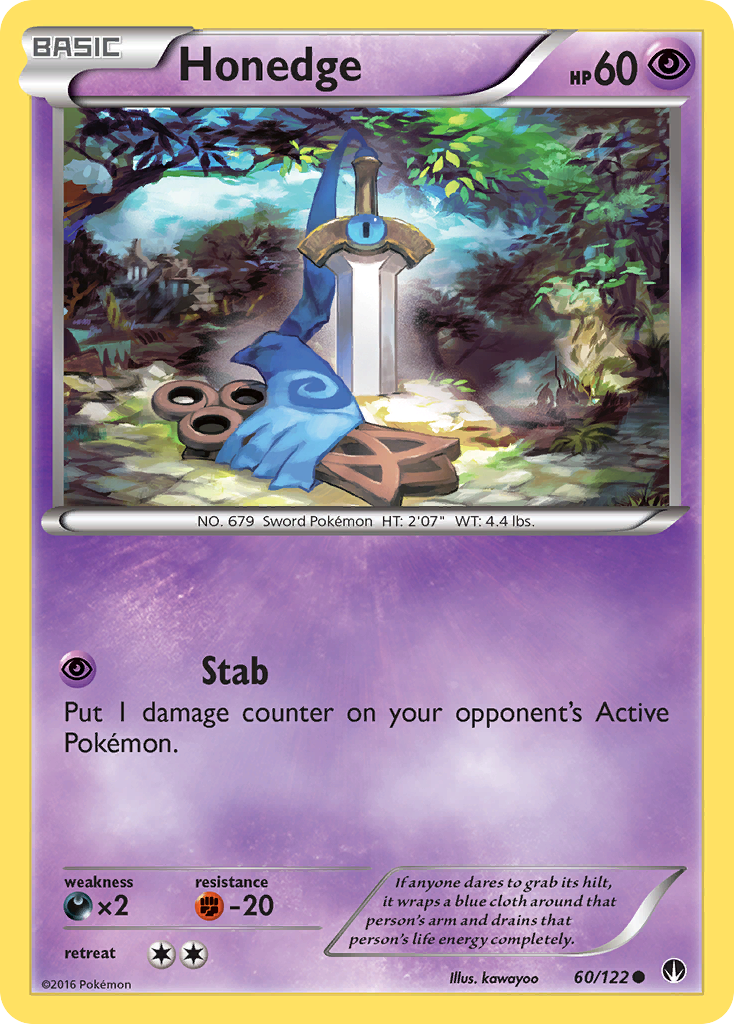 BASIC
Honedge
HP60
NO. 679 Sword Pokémon HT: 2'07" WT: 4.4 lbs.
Stab
Put 1 damage counter on your opponent's Active
Pokémon.
weakness
×2
resistance
-20
retreat
If anyone dares to grab its hilt,
it wraps a blue cloth around that
person's arm and drains that
person's life energy completely.
©2016 Pokémon
Illus. kawayoo
60/122